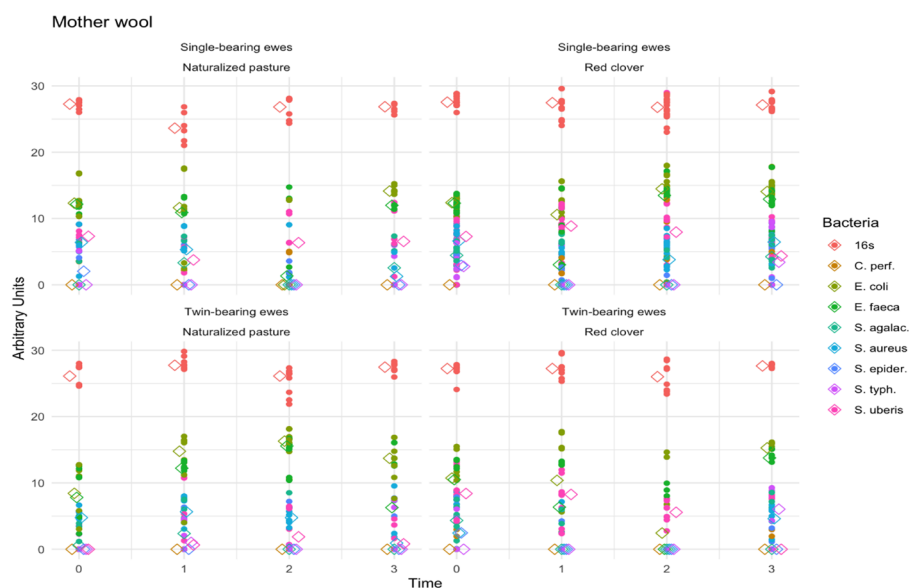 Mother wool
Single-bearing ewes
Naturalized pasture
Single-bearing ewes
Red clover
30
20
10
0
Twin-bearing ewes
Naturalized pasture
Twin-bearing ewes
Red clover
30
20
10
0
0
1
2
3
0
1
2
3
Time
Arbitrary Units
Bacteria
16s
C. perf.
E. coli
E. faeca
S. agalac.
S. aureus
S. epider.
S. typh.
S. uberis